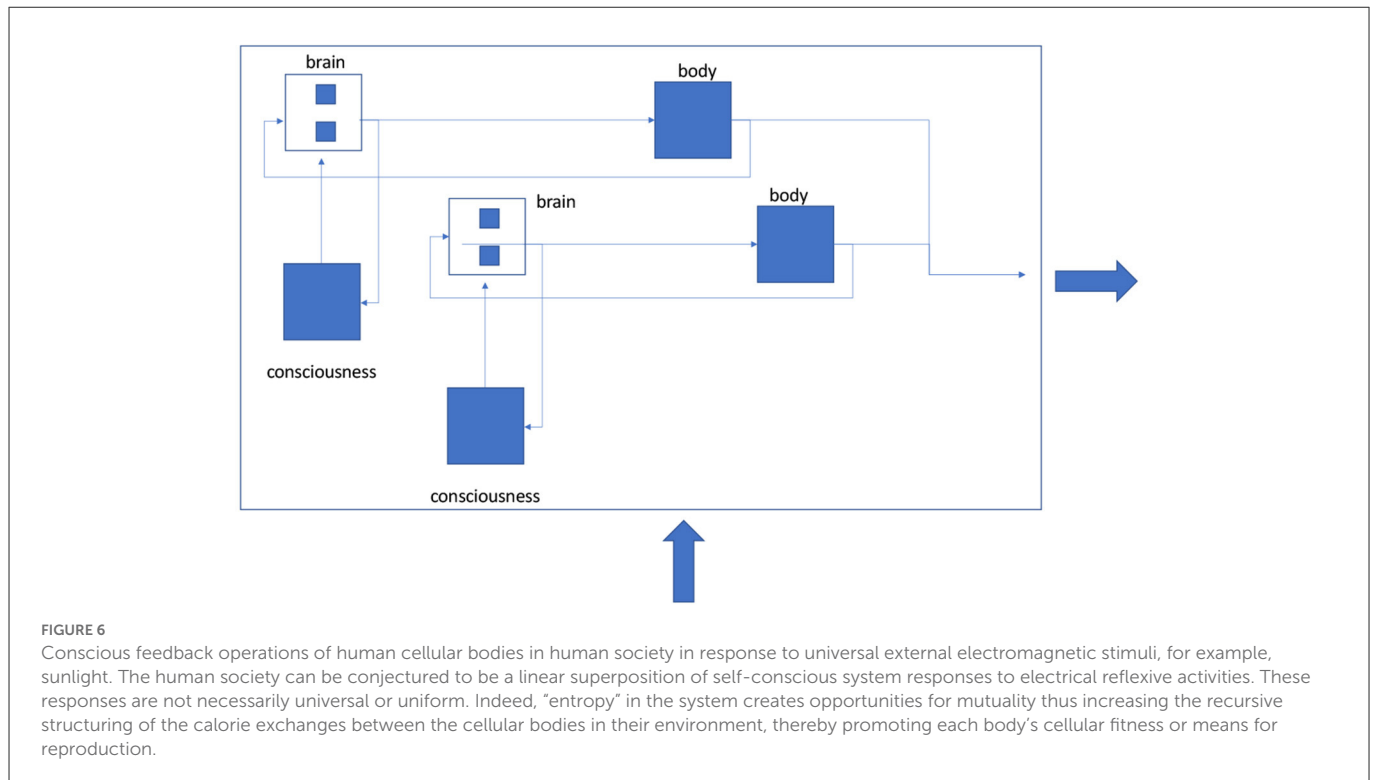 brain
body
brain
body
consciousness
consciousness
FIGURE 6
Conscious feedback operations of human cellular bodies in human society in response to universal external electromagnetic stimuli, for example,
sunlight. The human society can be conjectured to be a linear superposition of self-conscious system responses to electrical reflexive activities. These
responses are not necessarily universal or uniform. Indeed, “entropy” in the system creates opportunities for mutuality thus increasing the recursive
structuring of the calorie exchanges between the cellular bodies in their environment, thereby promoting each body’s cellular fitness or means for
reproduction.